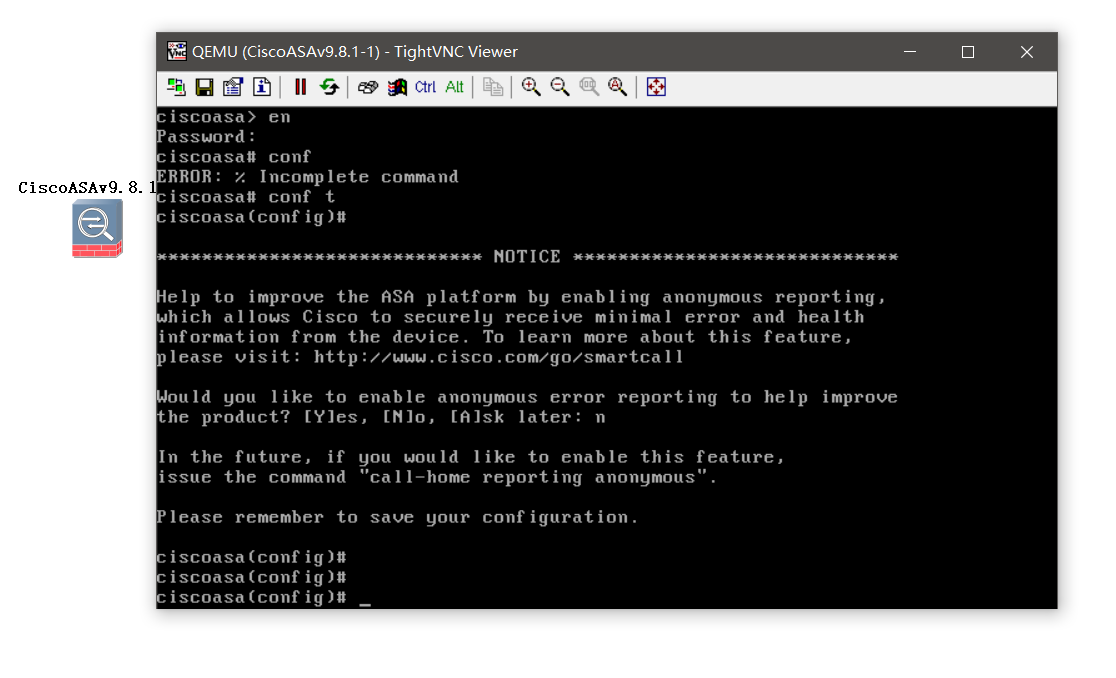 QEMU (CiscoASAv9.8.1-1) - TightVNC Viewer
Ctrl Alt
CiscoASAv9.8.1
ciscoasa> en
Password:
ciscoasa# conf
ERROR: % Incomplete command
ciscoasa# conf t
ciscoasa(config)#
***************************** NOTICE *****************************
Help to improve the ASA platform by enabling anonymous reporting,
which allows Cisco to securely receive minimal error and health
information from the device. To learn more about this feature,
please visit: http://www.cisco.com/go/smartcall
Would you like to enable anonymous error reporting to help improve
the product? [Y]es, [N]o, [A]sk later: n
In the future, if you would like to enable this feature,
issue the command "call-home reporting anonymous".
Please remember to save your configuration.
ciscoasa(config)#
ciscoasa(config)#
ciscoasa(config)# _